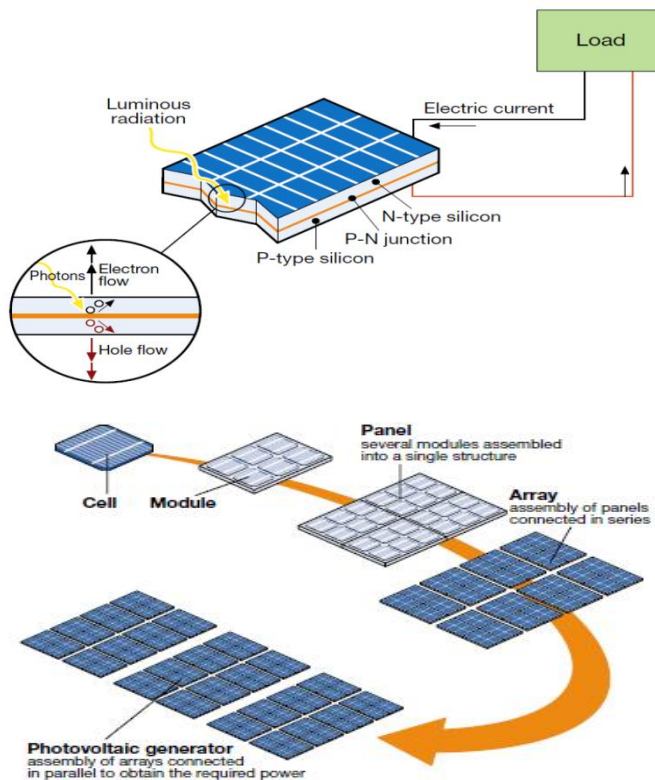 Load
Luminous
radiation
Electric current
N-type silicon
P-N junction
P-type silicon
Photons
Electron
flow
Hole flow
Panel
several modules assembled
into a single structure
Cell
Module
Array
assembly of panels
connected in series
Photovoltaic generator
assembly of arrays connected
in parallel to obtain the required power